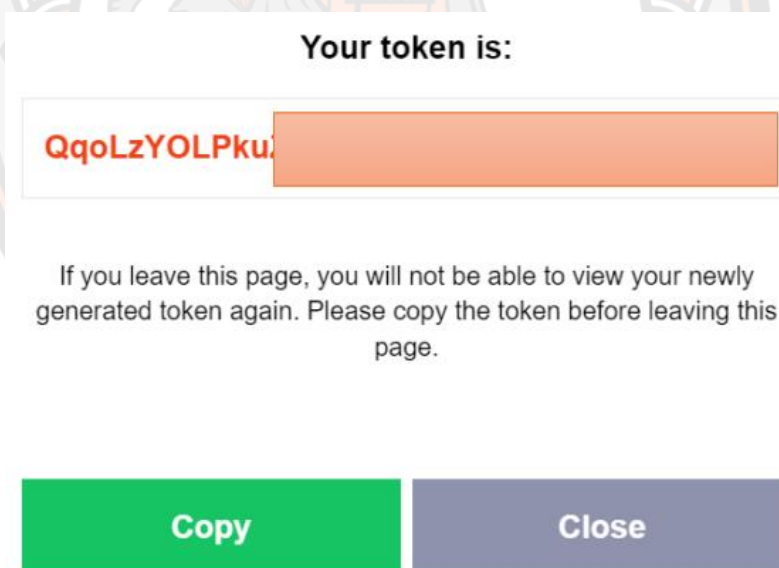 Your token is:
QqoLzYOLPku
If you leave this page, you will not be able to view your newly
generated token again. Please copy the token before leaving this
page.
Copy
Close